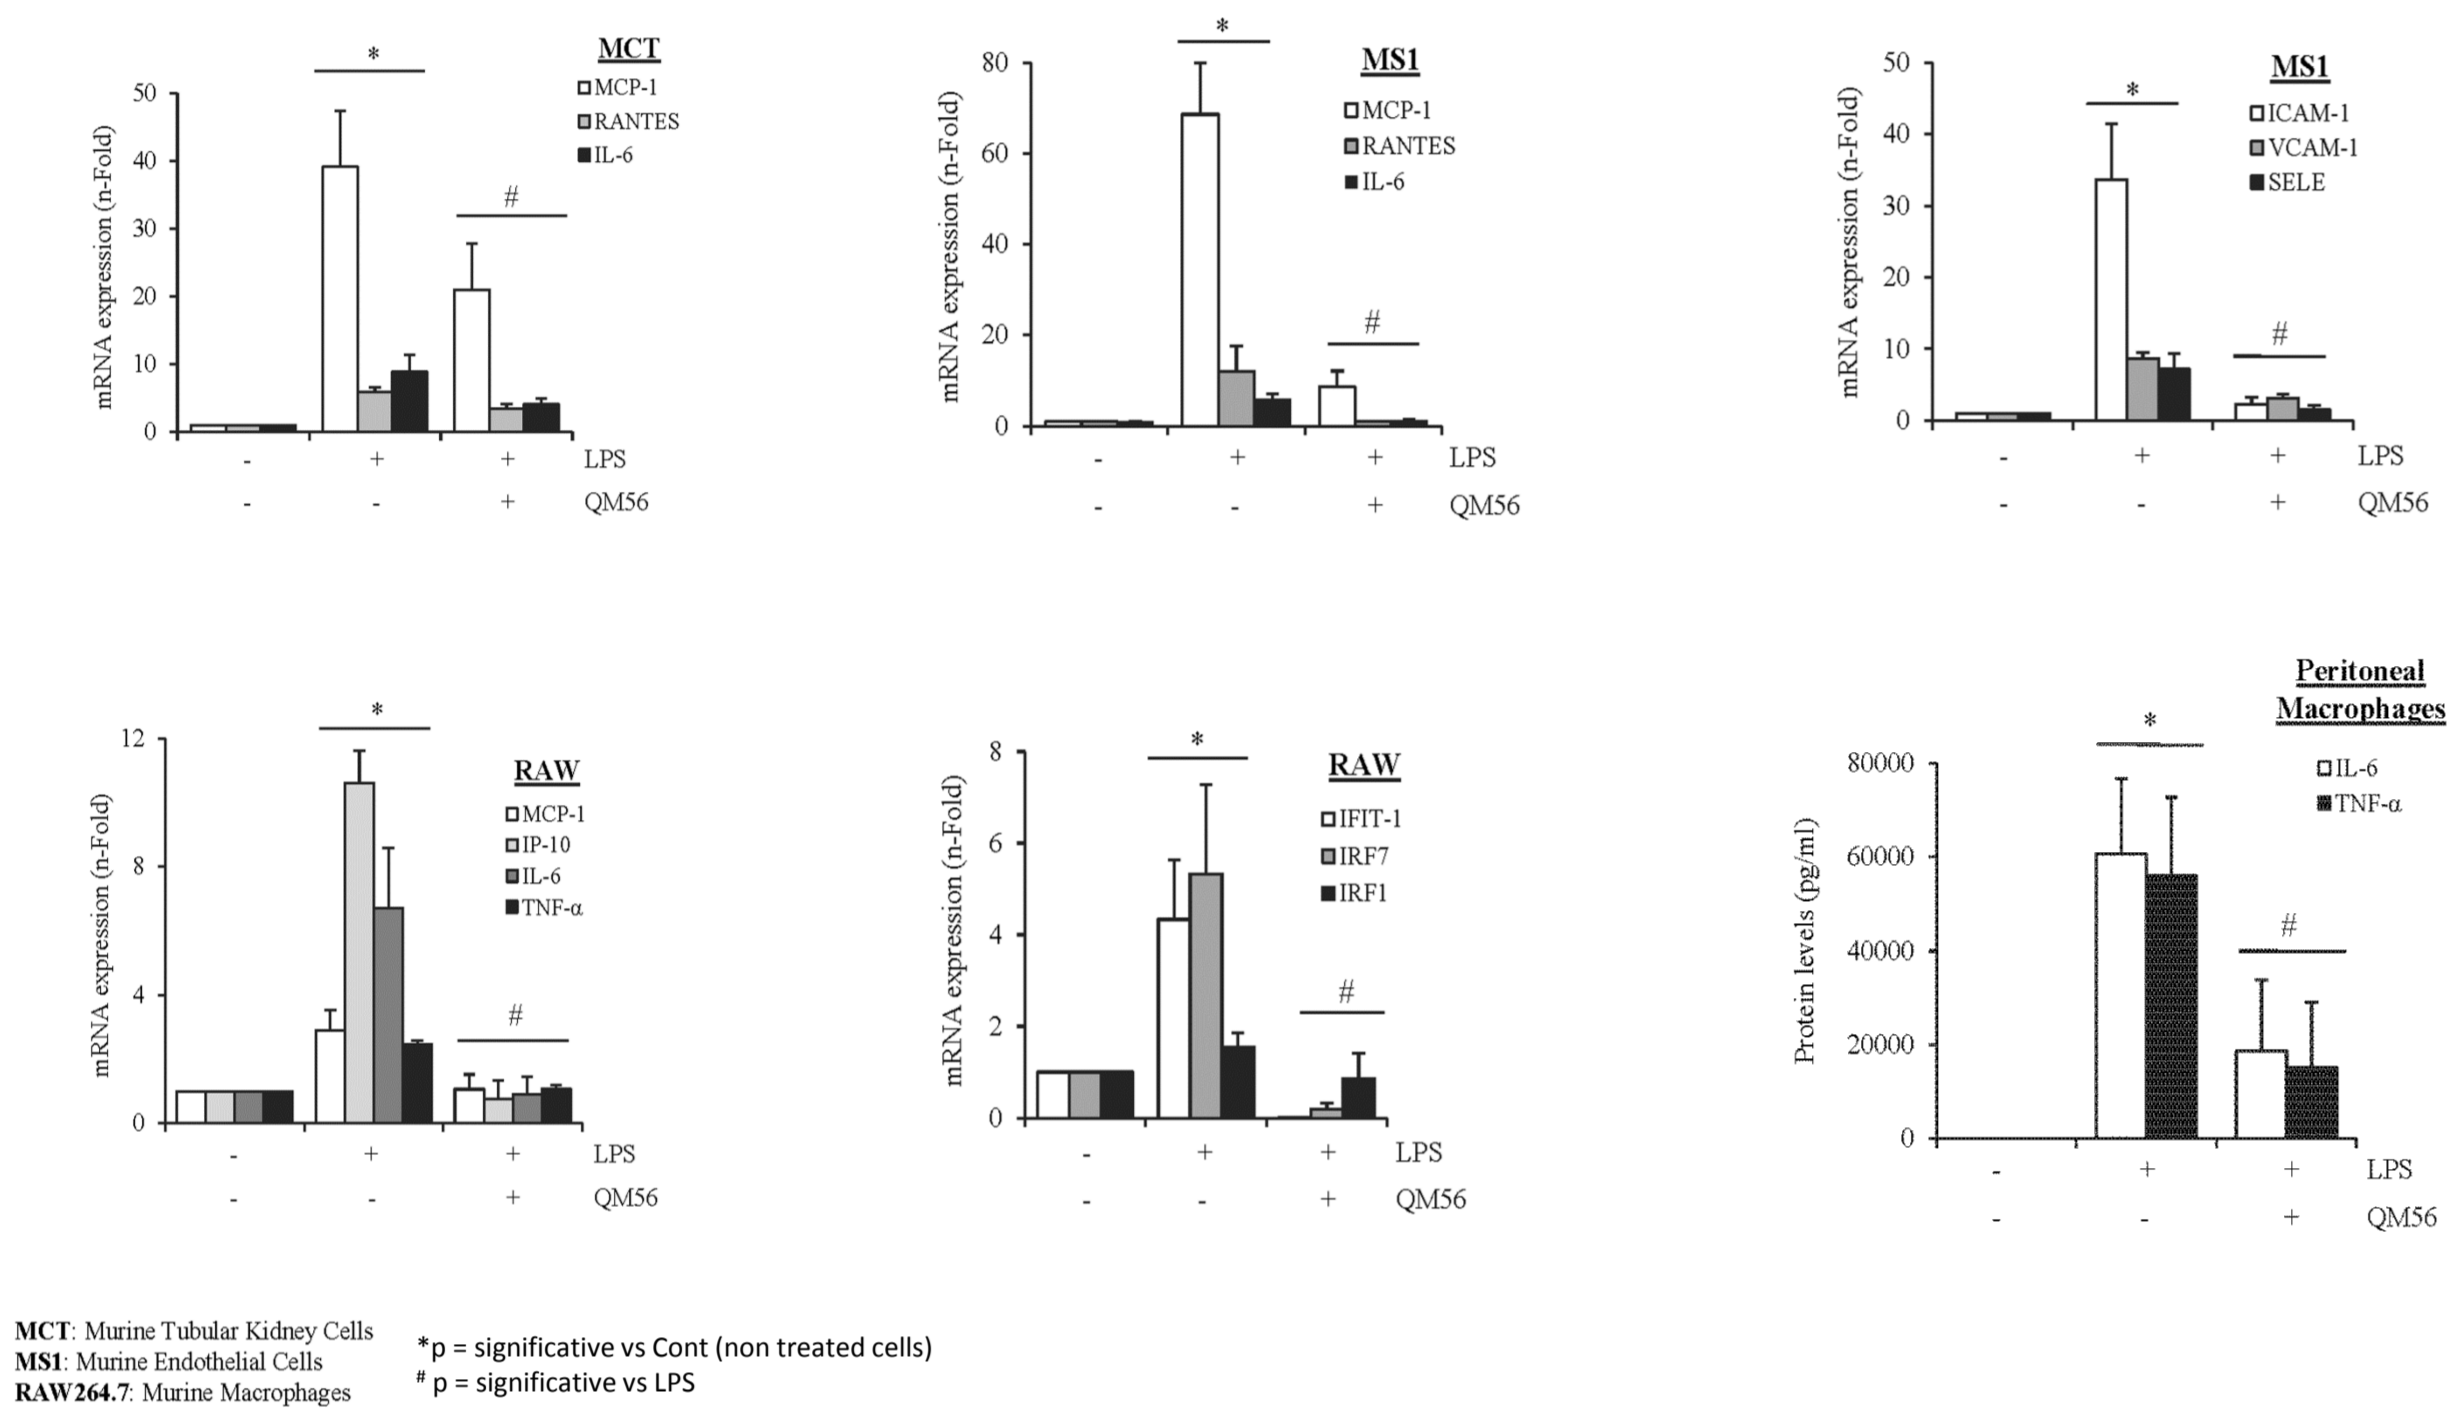 MCT
MCP-1
RANTES
IL-6
*
#
mRNA expression (n-Fold)
50
40
30
20
10
0
- + + LPS
- - + QM56
MS1
MCP-1
RANTES
IL-6
*
#
mRNA expression (n-Fold)
80
60
40
20
0
- + + LPS
- - + QM56
MS1
ICAM-1
VCAM-1
SELE
*
#
mRNA expression (n-Fold)
50
40
30
20
10
0
- + + LPS
- - + QM56
RAW
MCP-1
IP-10
IL-6
TNF-α
*
#
mRNA expression (n-Fold)
12
8
4
0
- + + LPS
- - + QM56
RAW
IFIT-1
IRF7
IRF1
*
#
mRNA expression (n-Fold)
8
6
4
2
0
- + + LPS
- - + QM56
Peritoneal
Macrophages
IL-6
TNF-α
*
#
Protein levels (pg/ml)
80000
60000
40000
20000
0
- + + LPS
- - + QM56
MCT: Murine Tubular Kidney Cells
MS1: Murine Endothelial Cells
RAW264.7: Murine Macrophages
*p = significative vs Cont (non treated cells)
# p = significative vs LPS